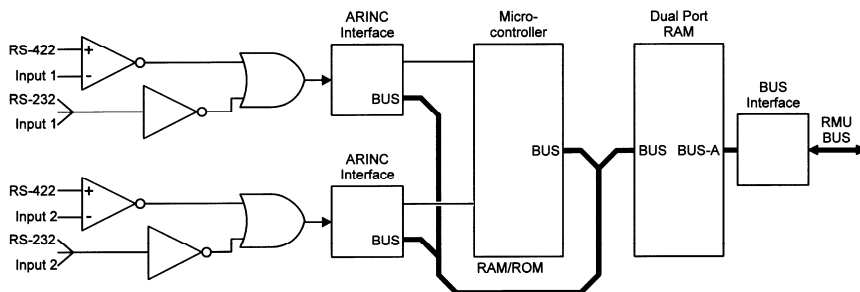 ARINC
Interface
Micro-
controller
Dual Port
RAM
RS-422
+
Input 1
-
RS-232
Input 1
BUS
BUS
Interface
RMU
BUS
BUS
BUS
BUS-A
ARINC
Interface
RS-422
+
Input 2
-
RS-232
Input 2
BUS
RAM/ROM